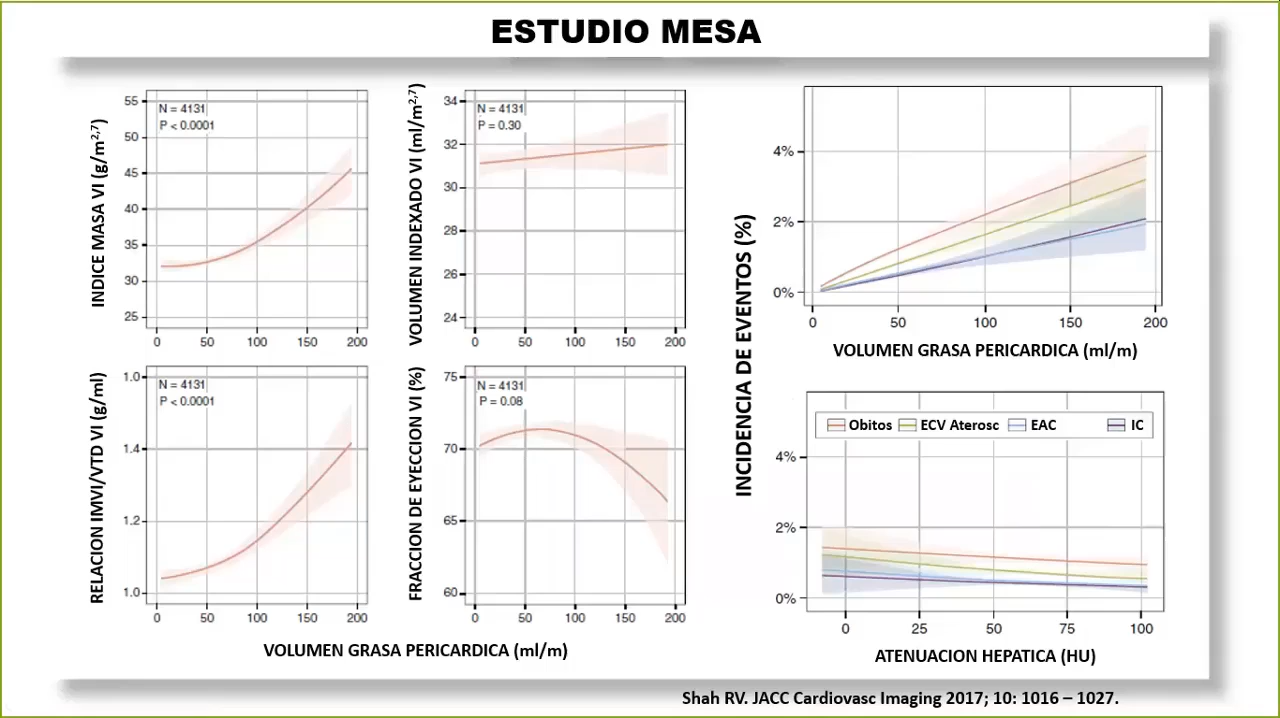 ESTUDIO MESA
INDICE MASA VI (g/m2,7)
55
50
45
40
35
30
25
N = 4131
P < 0.0001
0 50 100 150 200
VOLUMEN INDEXADO VI (ml/m2,7)
34
32
30
28
26
24
N = 4131
P = 0.30
0 50 100 150 200
RELACION IMVI/VTD VI (g/ml)
1.0
1.4
1.2
1.0
N = 4131
P < 0.0001
0 50 100 150 200
FRACCION DE EYECCION VI (%)
75
70
65
60
N = 4131
P = 0.08
0 50 100 150 200
VOLUMEN GRASA PERICARDICA (ml/m)
INCIDENCIA DE EVENTOS (%)
4%
2%
0%
0 50 100 150 200
VOLUMEN GRASA PERICARDICA (ml/m)
Obitos ECV Aterosc EAC IC
4%
2%
0%
0 25 50 75 100
ATENUACION HEPATICA (HU)
Shah RV. JACC Cardiovasc Imaging 2017; 10: 1016 – 1027.